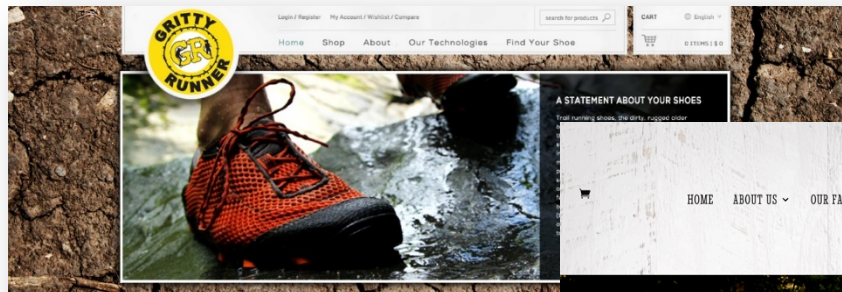 GRITTY
GR
RUNNER
Login / Register My Account / Wishlist / Compare
search for products
CART
English
Home Shop About Our Technologies Find Your Shoe
0 ITEMS | $ 0
A STATEMENT ABOUT YOUR SHOES
Trail running shoes, the dirty, rugged older
HOME ABOUT US OUR FA